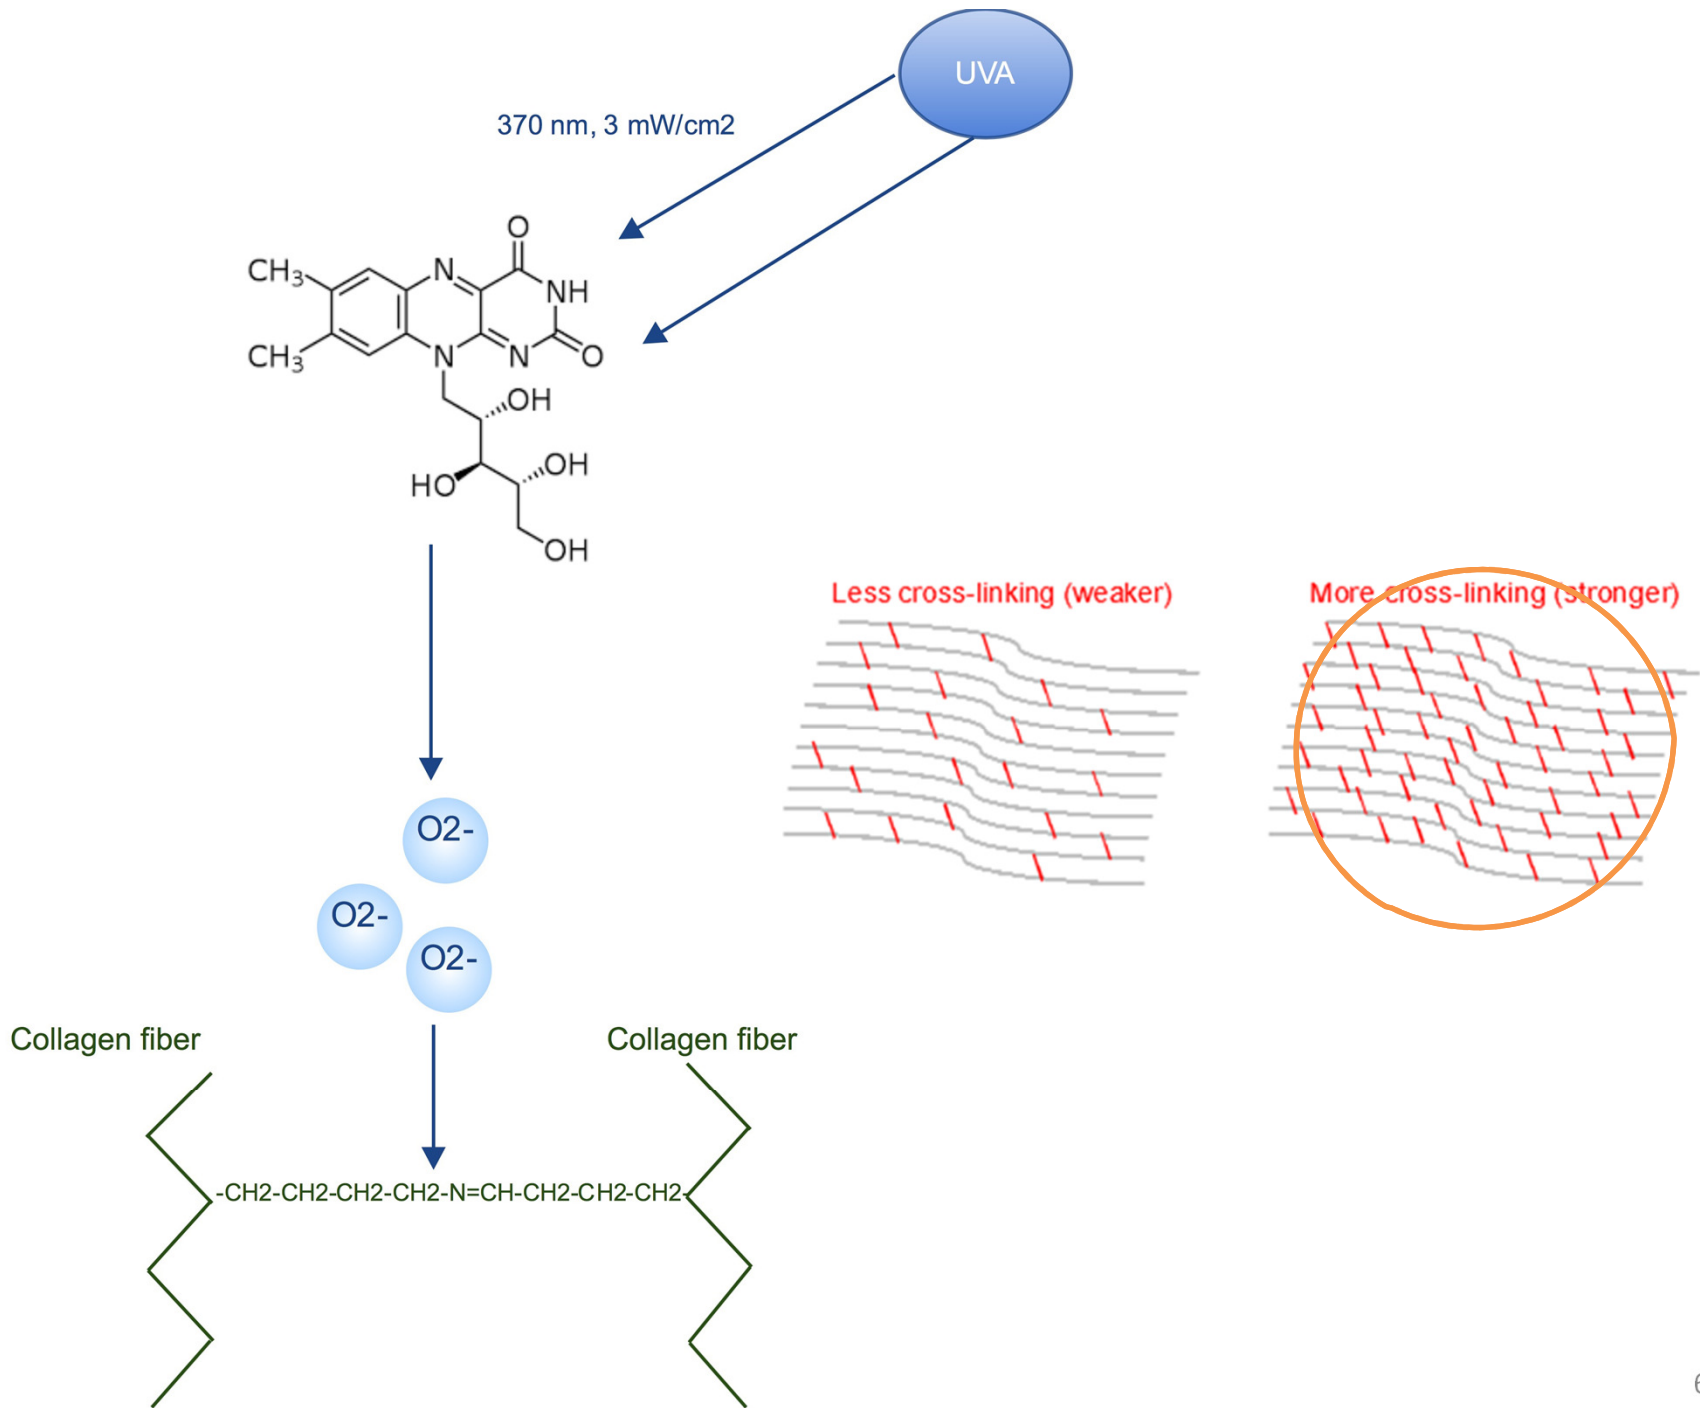 UVA
370 nm, 3 mW/cm2
O
CH3
N
NH
CH3
N
N
O
OH
HO
OH
OH
Less cross-linking (weaker)
More cross-linking (stronger)
O2-
O2-
O2-
Collagen fiber
Collagen fiber
-CH2-CH2-CH2-CH2-N=CH-CH2-CH2-CH2-
6